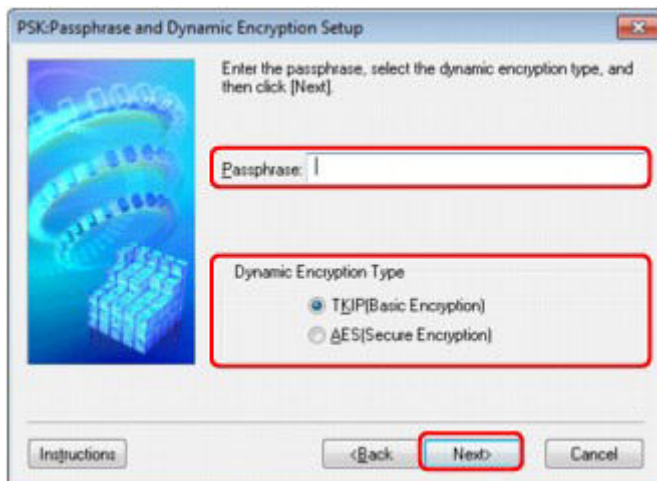 PSK:Passphrase and Dynamic Encryption Setup
Enter the passphrase, select the dynamic encryption type, and
then click [Next].
Passphrase:
Dynamic Encryption Type
TKIP(Basic Encryption)
AES(Secure Encryption)
Instructions
<Back
Next>
Cancel